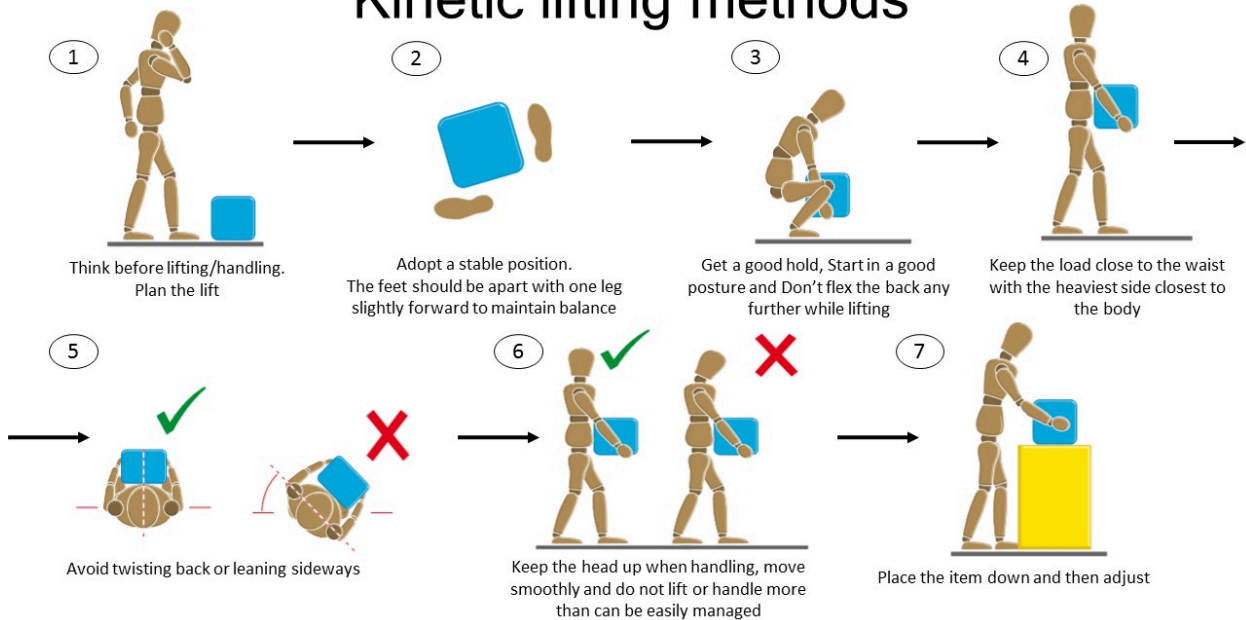 Kinetic lifting methods
1
2
3
4
Think before lifting/handling.
Plan the lift
Adopt a stable position.
The feet should be apart with one leg
slightly forward to maintain balance
Get a good hold, Start in a good
posture and Don't flex the back any
further while lifting
Keep the load close to the waist
with the heaviest side closest to
the body
5
6
7
Avoid twisting back or leaning sideways
Keep the head up when handling, move
smoothly and do not lift or handle more
than can be easily managed
Place the item down and then adjust